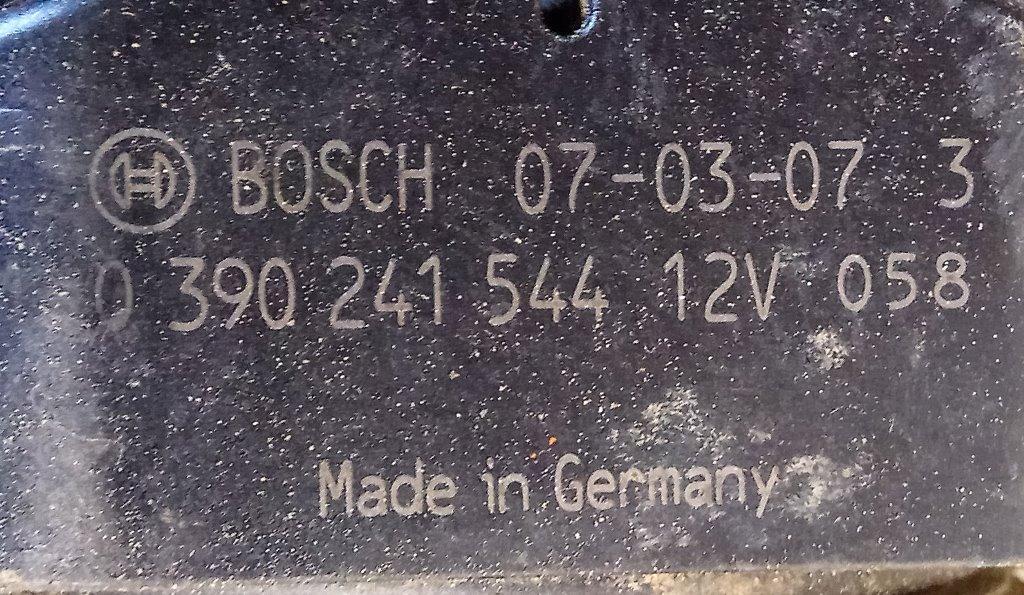 BOSCH 07-03-07 3
0 390 241 544 12V 058
Made in Germany